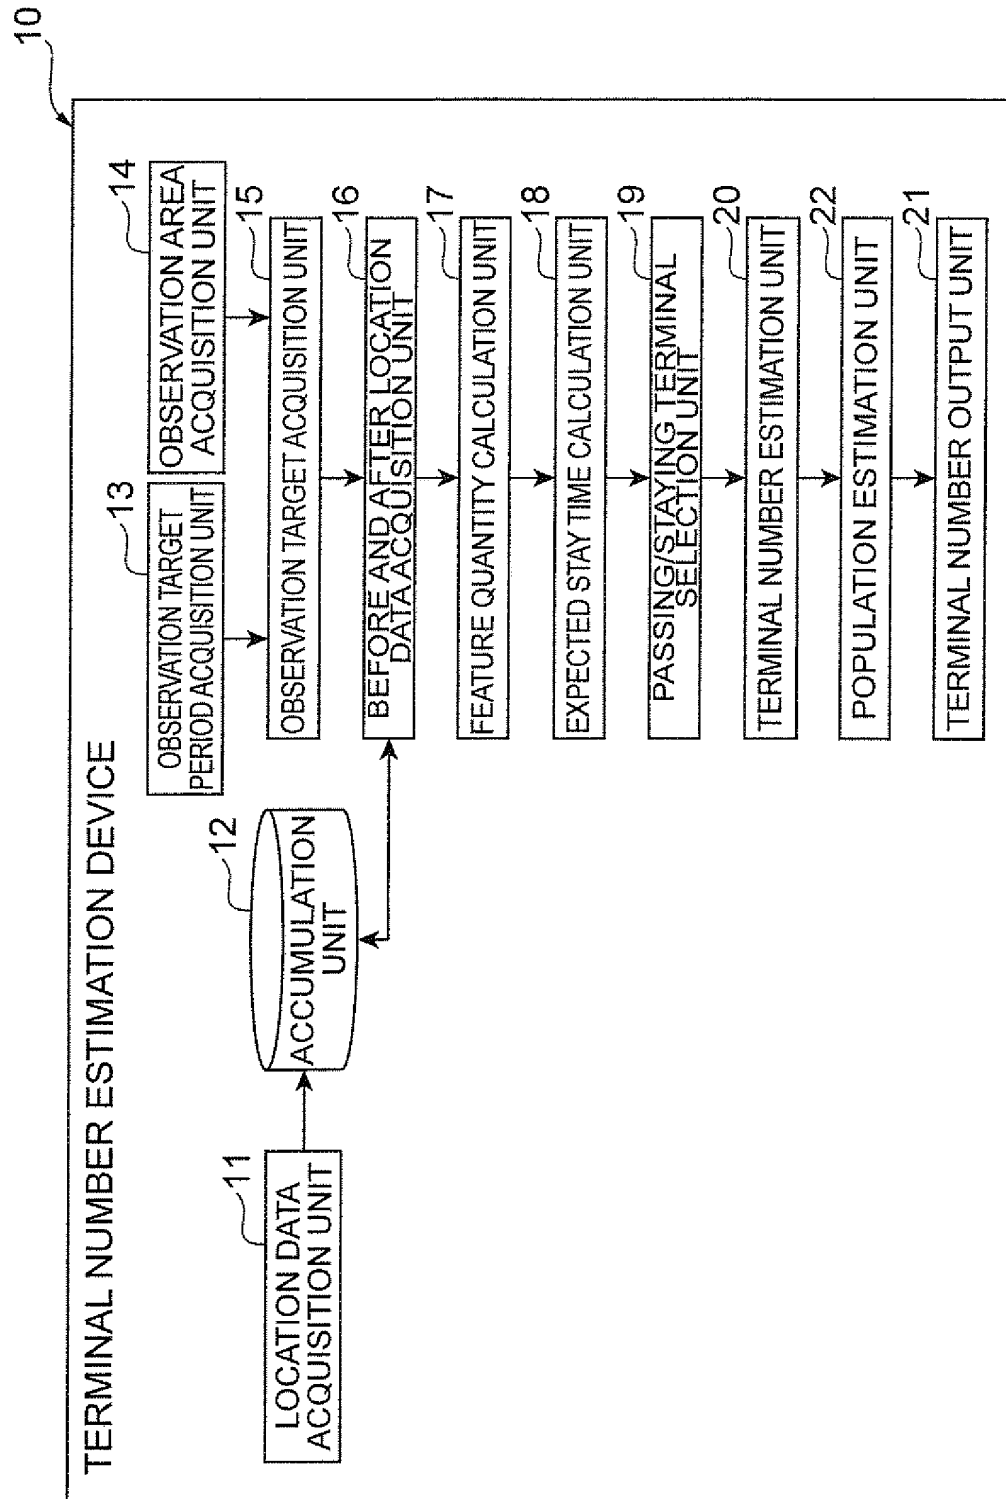 10
TERMINAL NUMBER ESTIMATION DEVICE
11
LOCATION DATA
ACQUISITION UNIT
12
ACCUMULATION
UNIT
13
OBSERVATION TARGET
PERIOD ACQUISITION UNIT
14
OBSERVATION AREA
ACQUISITION UNIT
15
OBSERVATION TARGET ACQUISITION UNIT
16
BEFORE AND AFTER LOCATION
DATA ACQUISITION UNIT
17
FEATURE QUANTITY CALCULATION UNIT
18
EXPECTED STAY TIME CALCULATION UNIT
19
PASSING/STAYING TERMINAL
SELECTION UNIT
20
TERMINAL NUMBER ESTIMATION UNIT
22
POPULATION ESTIMATION UNIT
21
TERMINAL NUMBER OUTPUT UNIT